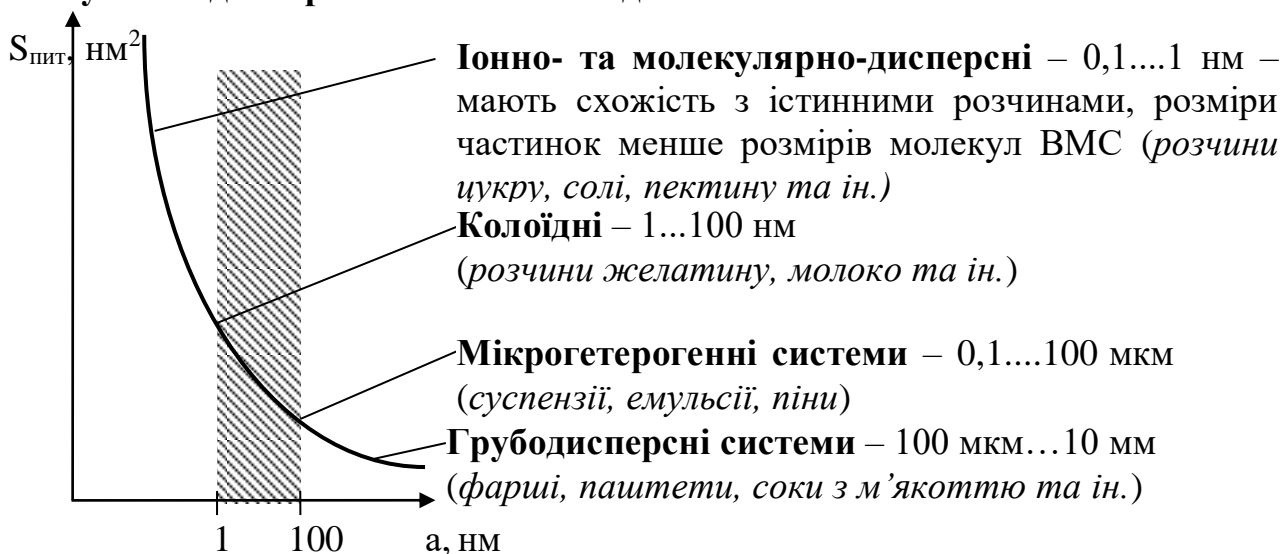 Sпит, нм²
Іонно- та молекулярно-дисперсні – 0,1....1 нм –
мають схожість з істинними розчинами, розміри
частинок менше розмірів молекул ВМС (розчини
цукру, солі, пектину та ін.)
Колоїдні – 1...100 нм
(розчини желатину, молоко та ін.)
Мікрогетерогенні системи – 0,1....100 мкм
(суспензії, емульсії, піни)
Грубодисперсні системи – 100 мкм…10 мм
(фарші, паштети, соки з м’якоттю та ін.)
1 100 а, нм